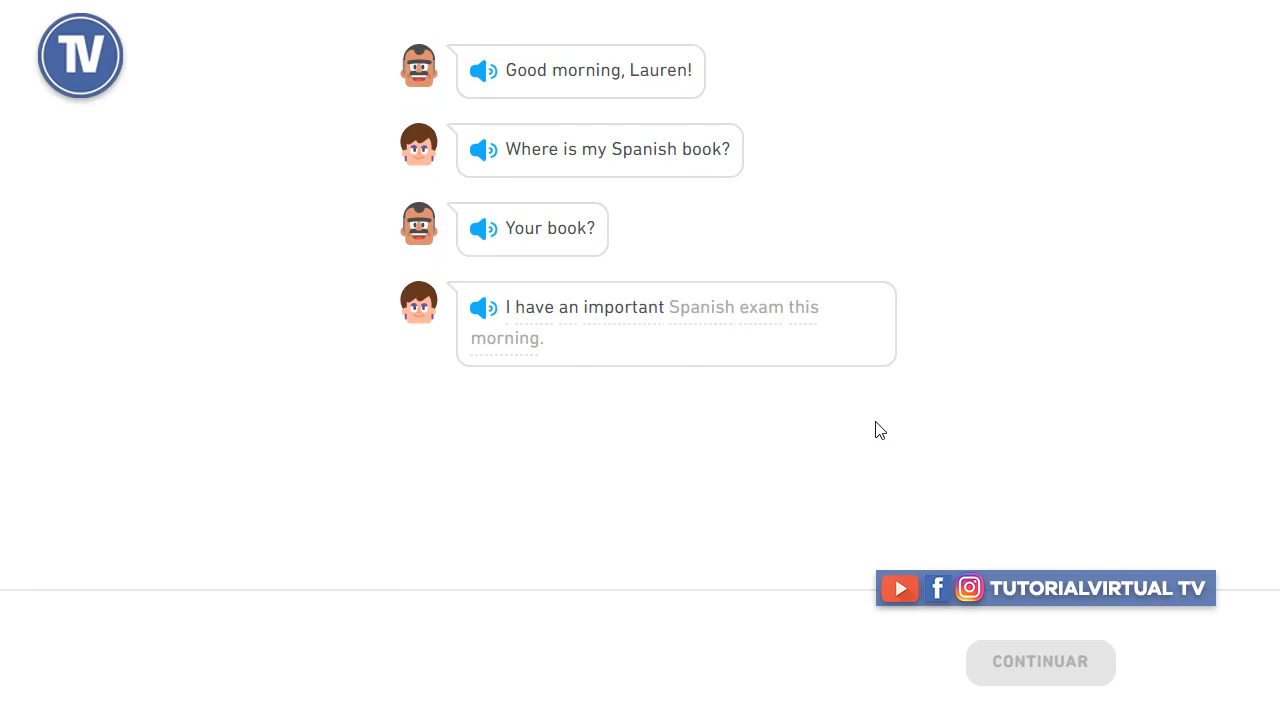 TV
Good morning, Lauren!
Where is my Spanish book?
Your book?
I have an important Spanish exam this
morning.
f TUTORIALVIRTUAL TV
CONTINUAR